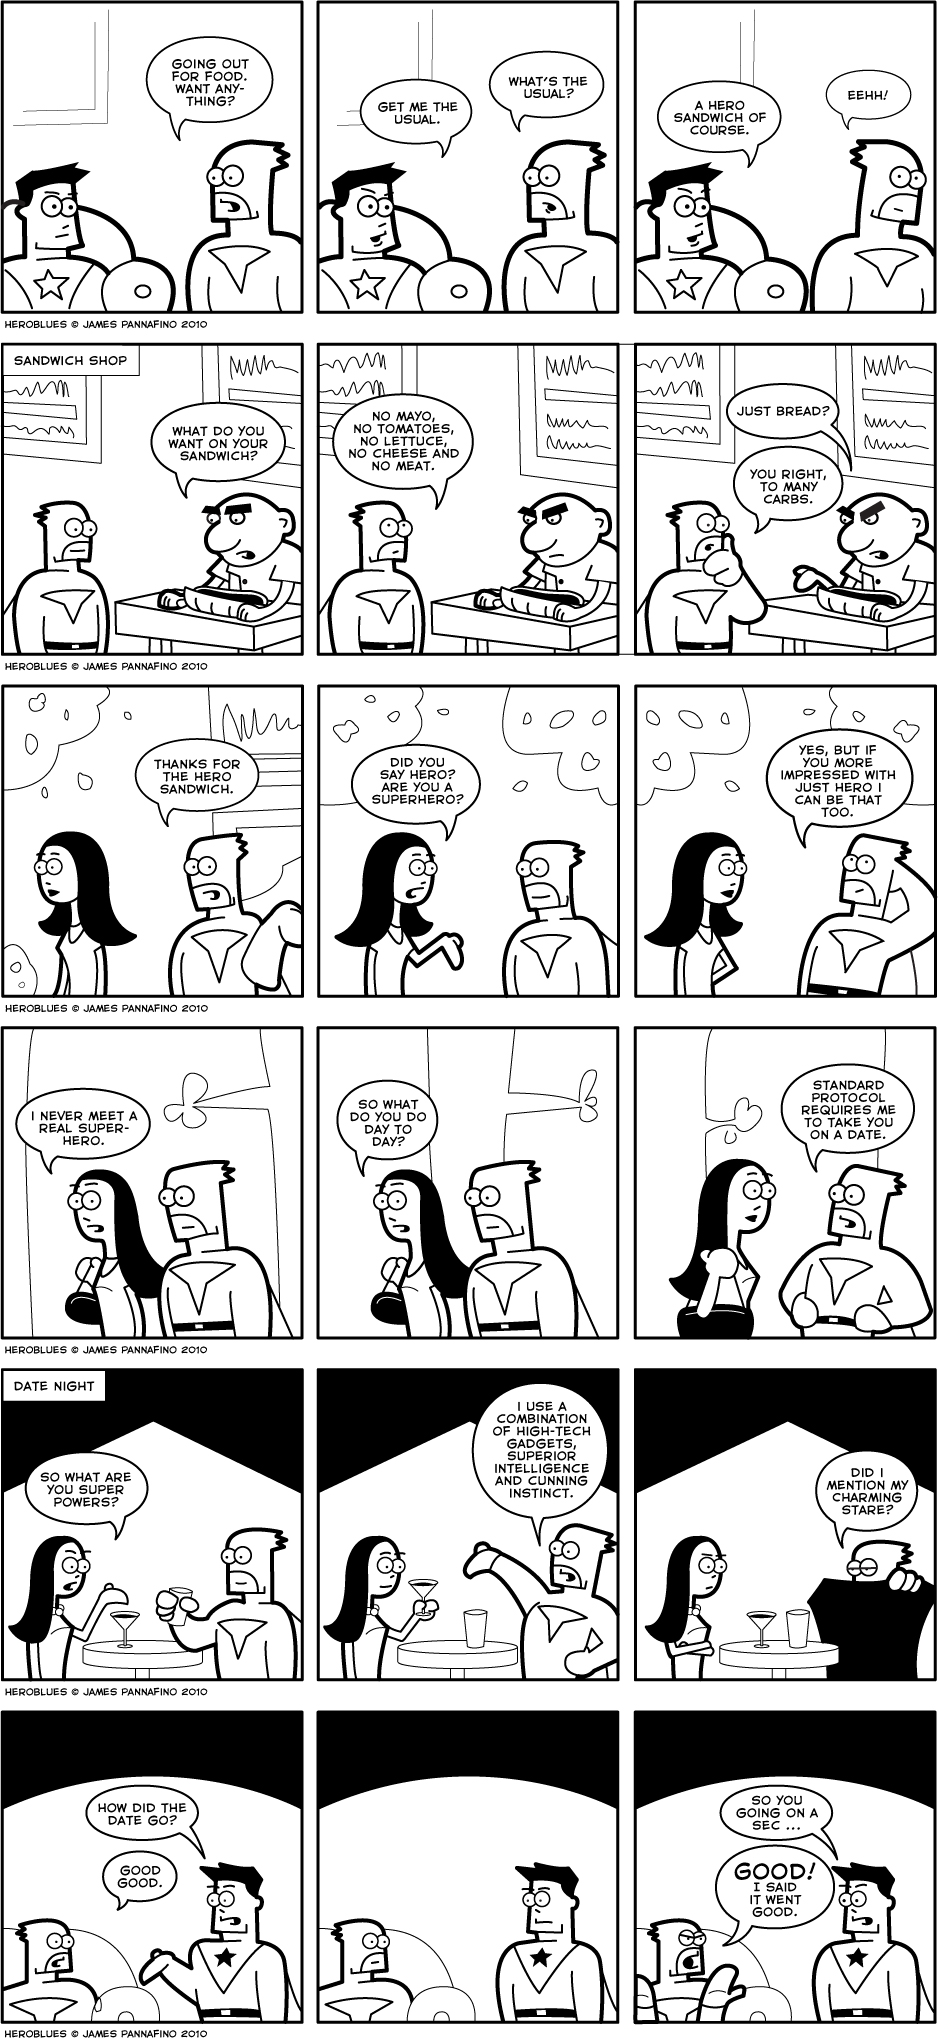 GOING OUT
FOR FOOD.
WANT ANY-
THING?
GET ME THE
USUAL.
WHAT'S THE
USUAL?
A HERO
SANDWICH OF
COURSE.
EEHH!
HEROBLUES © JAMES PANNAFINO 2010
SANDWICH SHOP
WHAT DO YOU
WANT ON YOUR
SANDWICH?
NO MAYO,
NO TOMATOES,
NO LETTUCE,
NO CHEESE AND
NO MEAT.
JUST BREAD?
YOU RIGHT,
TO MANY
CARBS.
HEROBLUES © JAMES PANNAFINO 2010
THANKS FOR
THE HERO
SANDWICH.
DID YOU
SAY HERO?
ARE YOU A
SUPERHERO?
YES, BUT IF
YOU MORE
IMPRESSED WITH
JUST HERO I
CAN BE THAT
TOO.
HEROBLUES © JAMES PANNAFINO 2010
I NEVER MEET A
REAL SUPER-
HERO.
SO WHAT
DO YOU DO
DAY TO
DAY?
STANDARD
PROTOCOL
REQUIRES ME
TO TAKE YOU
ON A DATE.
HEROBLUES © JAMES PANNAFINO 2010
DATE NIGHT
SO WHAT ARE
YOU SUPER
POWERS?
I USE A
COMBINATION
OF HIGH-TECH
GADGETS,
SUPERIOR
INTELLIGENCE
AND CUNNING
INSTINCT.
DID I
MENTION MY
CHARMING
STARE?
HEROBLUES © JAMES PANNAFINO 2010
HOW DID THE
DATE GO?
GOOD
GOOD.
SO YOU
GOING ON A
SEC ...
GOOD!
I SAID
IT WENT
GOOD.
HEROBLUES © JAMES PANNAFINO 2010